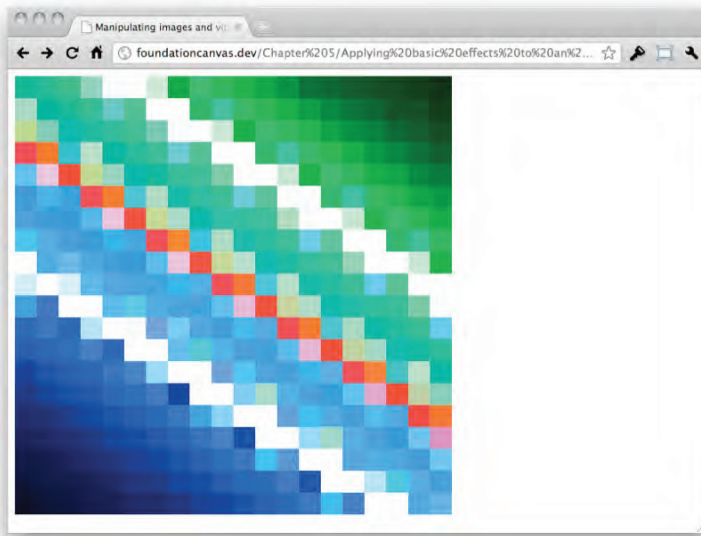 Manipulating images and vi
foundationcanvas.dev/Chapter%205/Applying%20basic%20effects%20to%20an%2...